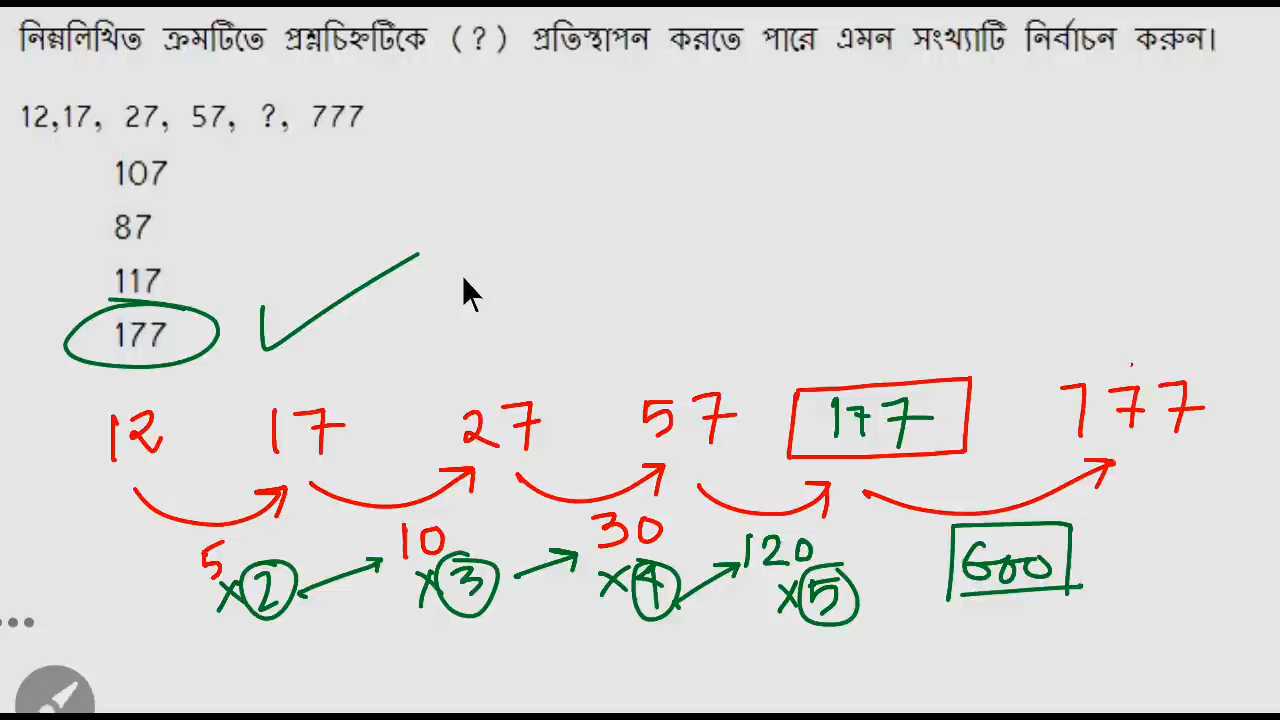 নিম্নলিখিত ক্রমটিতে প্রশ্নচিহ্নটিকে (?) প্রতিস্থাপন করতে পারে এমন সংখ্যাটি নির্বাচন করুন।
12,17, 27, 57, ?, 777
107
87
117
177
12 17 27 57 177 777
5 10 30 120 600
×2 ×3 ×4 ×5